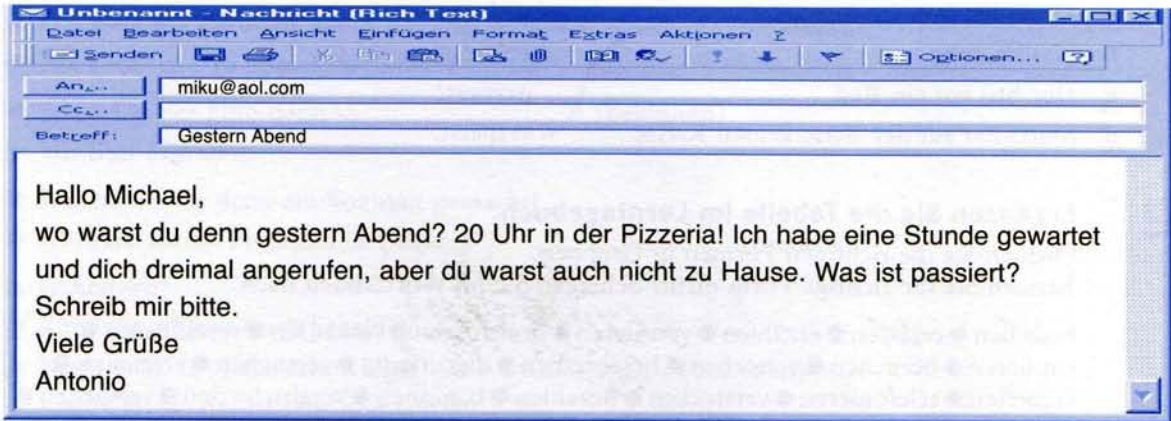 Unbenannt - Nachricht (Rich Text)
Datei Bearbeiten Ansicht Einfügen Format Extras Aktionen ?
Senden Optionen...
An...
miku@aol.com
Cc...
Betreff: Gestern Abend
Hallo Michael,
wo warst du denn gestern Abend? 20 Uhr in der Pizzeria! Ich habe eine Stunde gewartet
und dich dreimal angerufen, aber du warst auch nicht zu Hause. Was ist passiert?
Schreib mir bitte.
Viele Grüße
Antonio